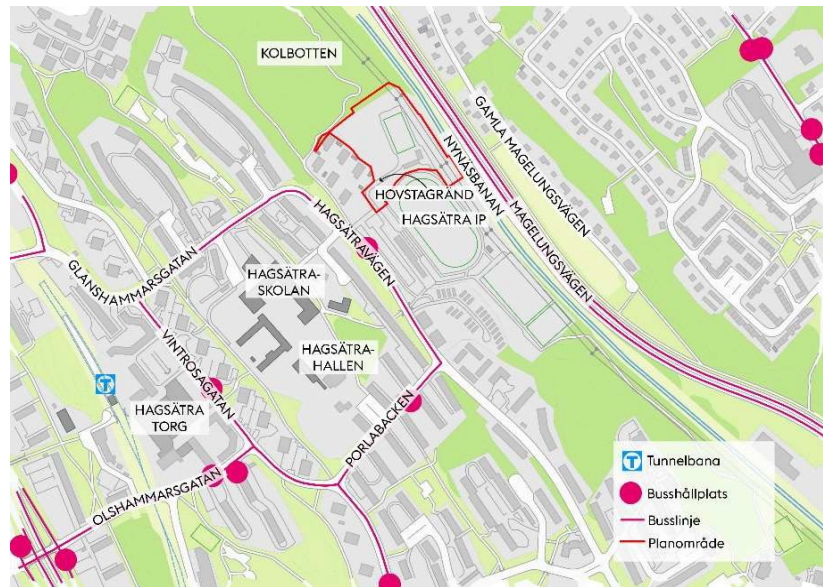 KOLBOTTEN
GAMLA MAGELUNGSVÄGEN
NYNÄSBANAN
MAGELUNGSVÄGEN
HOVSTAGRÄND
HAGSÄTRA IP
HAGSÄTRAVÄGEN
GLANSHAMMARSGATAN
HAGSÄTRA-
SKOLAN
HAGSÄTRA-
HALLEN
VINTROSAGATAN
T
HAGSÄTRA
TORG
PORLABACKEN
OLSHAMMARSGATAN
T Tunnelbana
Busshållplats
Busslinje
Planområde